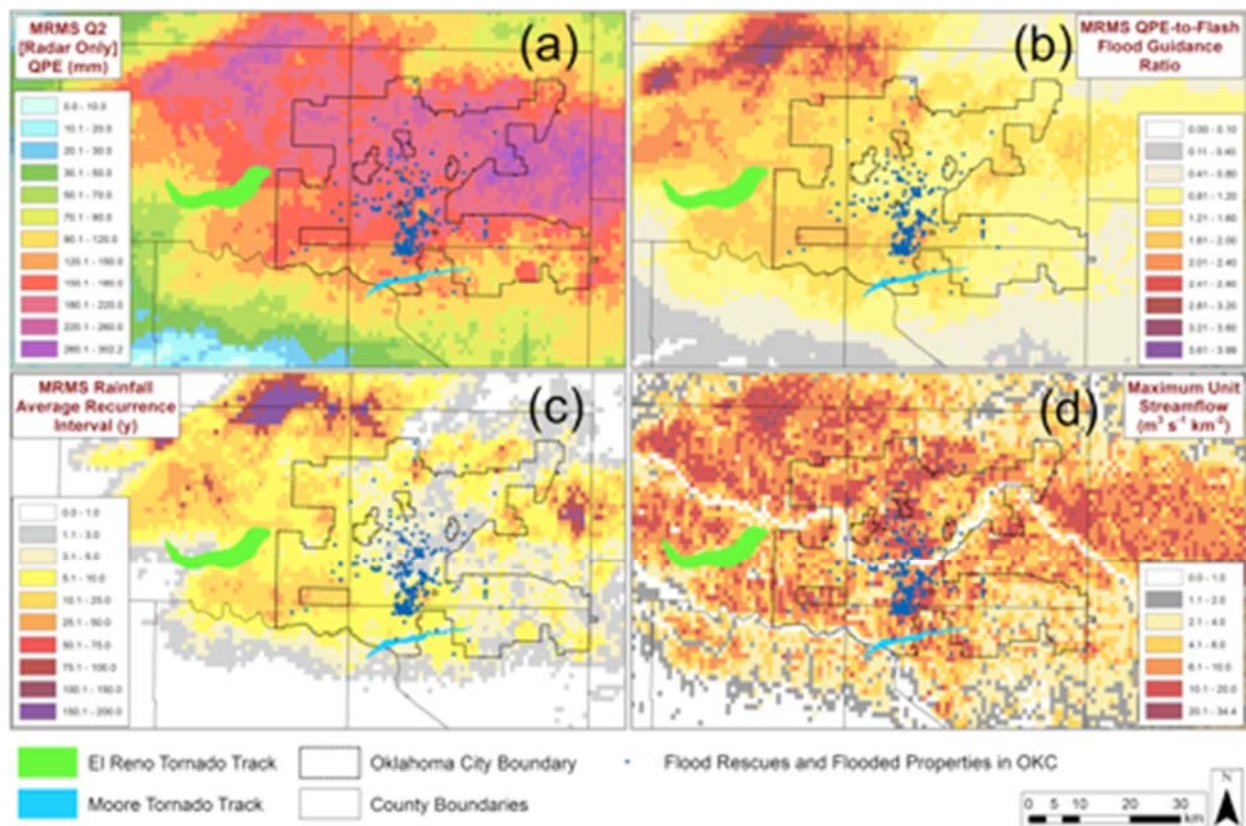 MRMS Q2
[Radar Only]
QPE (mm)
(a)
0.0 - 10.0
10.1 - 20.0
20.1 - 30.0
30.1 - 50.0
50.1 - 70.0
70.1 - 90.0
90.1 - 120.0
120.1 - 150.0
150.1 - 180.0
180.1 - 220.0
220.1 - 260.0
260.1 - 302.2
(b)
MRMS QPE-to-Flash
Flood Guidance
Ratio
0.00 - 0.10
0.11 - 0.40
0.41 - 0.80
0.81 - 1.20
1.21 - 1.60
1.61 - 2.00
2.01 - 2.40
2.41 - 2.80
2.81 - 3.20
3.21 - 3.60
3.61 - 3.99
MRMS Rainfall
Average Recurrence
Interval (y)
(c)
0.0 - 1.0
1.1 - 3.0
3.1 - 5.0
5.1 - 10.0
10.1 - 25.0
25.1 - 50.0
50.1 - 75.0
75.1 - 100.0
100.1 - 150.0
150.1 - 200.0
(d)
Maximum Unit
Streamflow
(m³ s⁻¹ km⁻²)
0.0 - 1.0
1.1 - 2.0
2.1 - 4.0
4.1 - 6.0
6.1 - 10.0
10.1 - 20.0
20.1 - 34.4
El Reno Tornado Track
Oklahoma City Boundary
Flood Rescues and Flooded Properties in OKC
Moore Tornado Track
County Boundaries
N
0 5 10 20 30
km